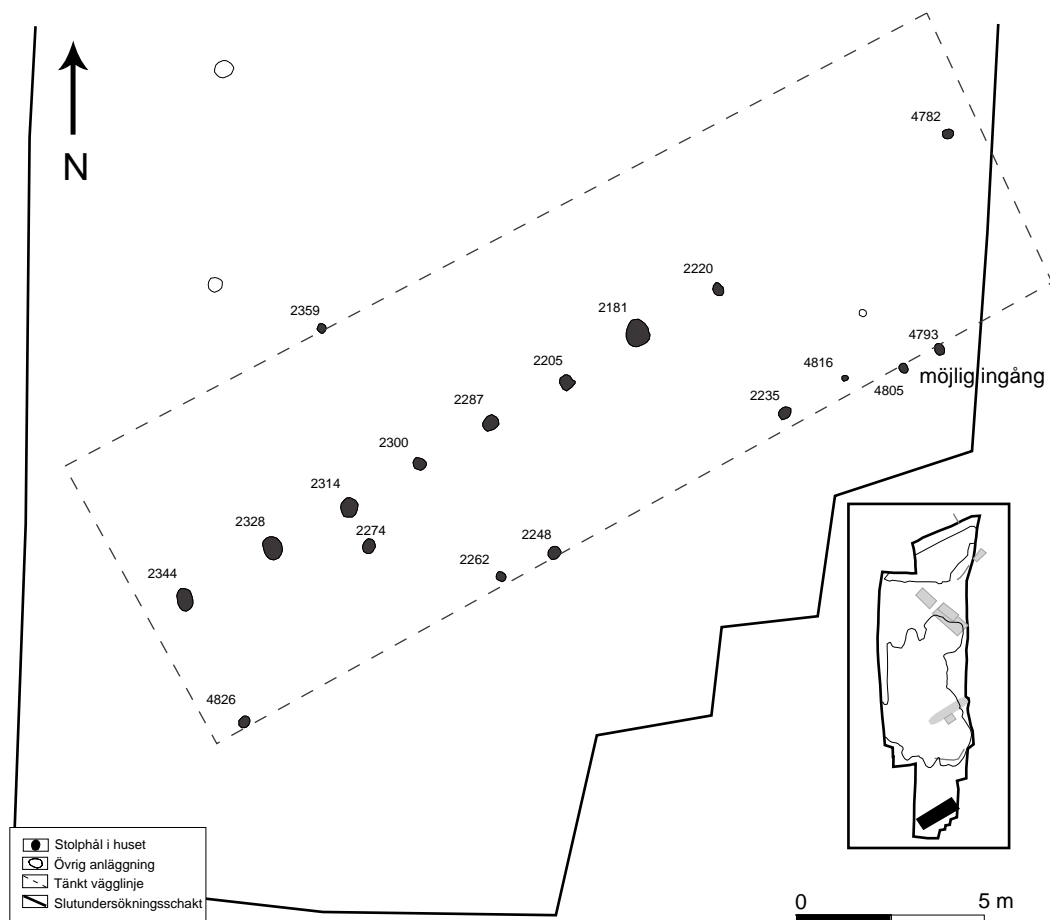 4782
N
2220
2359
2181
4793
2205
4816
möjlig ingång
4805
2287
2235
2300
2314
2328
2274
2248
2262
2344
4826
Stolphål i huset
Övrig anläggning
Tänkt vägglinje
Slutundersökningsschakt
0 5 m